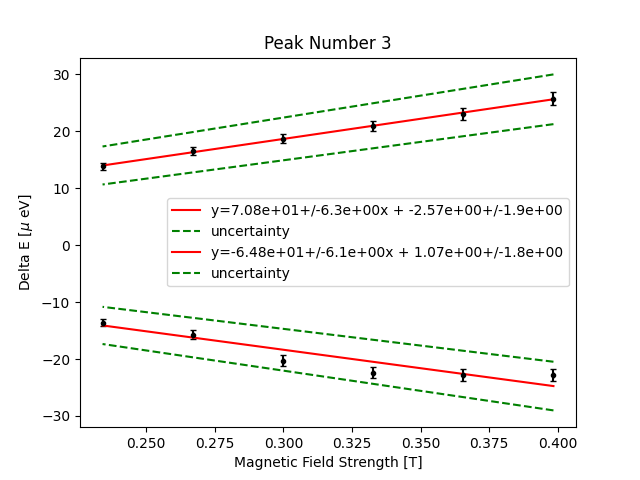 Peak Number 3
Delta E [μ eV]
30
20
10
0
−10
−20
−30
y=7.08e+01+/-6.3e+00x + -2.57e+00+/-1.9e+00
uncertainty
y=-6.48e+01+/-6.1e+00x + 1.07e+00+/-1.8e+00
uncertainty
0.250 0.275 0.300 0.325 0.350 0.375 0.400
Magnetic Field Strength [T]